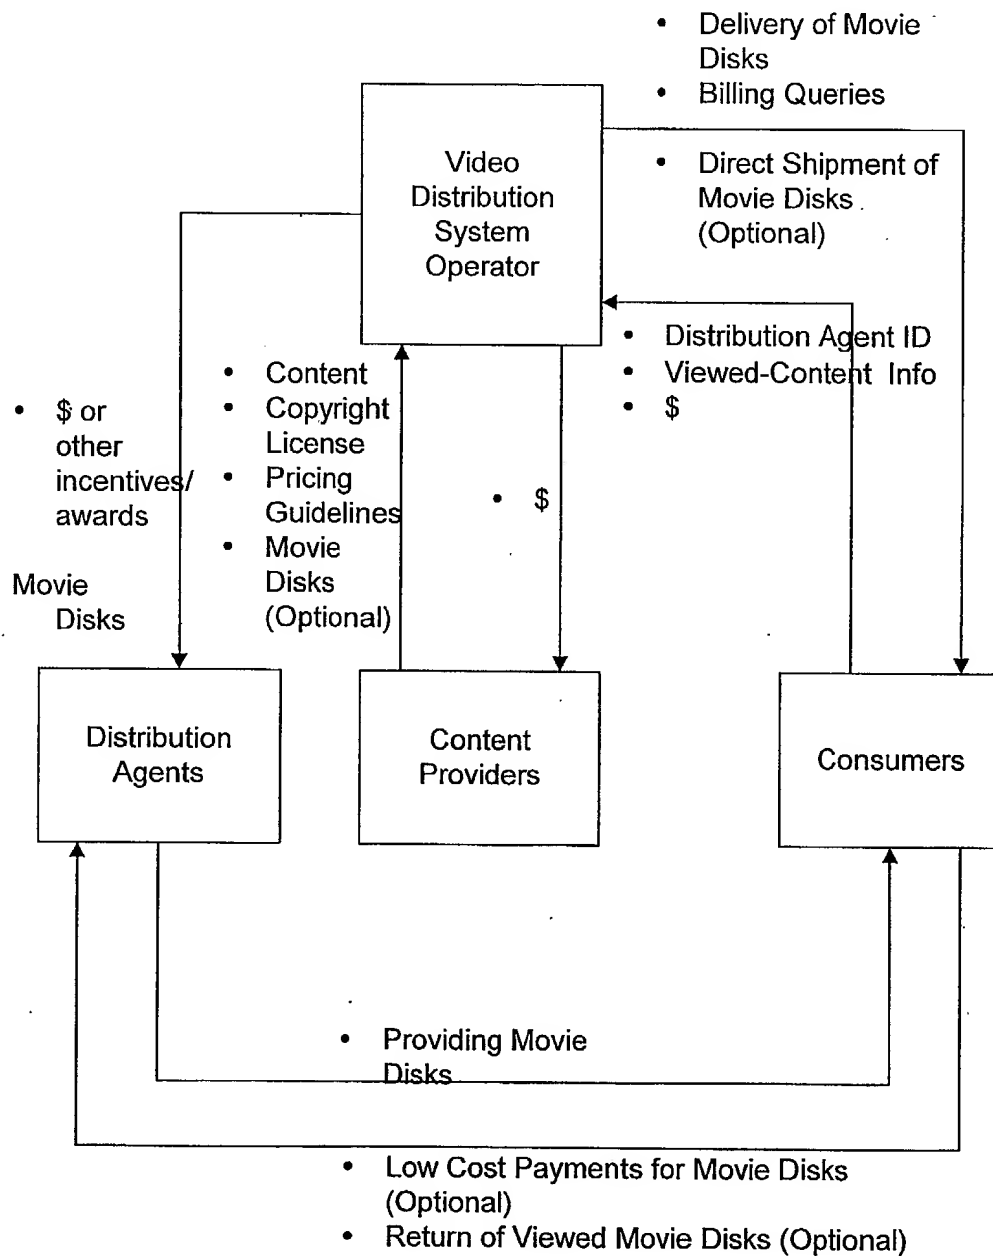 • Delivery of Movie
Disks
• Billing Queries
• Direct Shipment of
Movie Disks
(Optional)
Video
Distribution
System
Operator
• Distribution Agent ID
• Viewed-Content Info
• $
• Content
• Copyright
License
• Pricing
Guidelines
• Movie
Disks
(Optional)
• $ or
other
incentives/
awards
Movie
Disks
• $
Distribution
Agents
Content
Providers
Consumers
• Providing Movie
Disks
• Low Cost Payments for Movie Disks
(Optional)
• Return of Viewed Movie Disks (Optional)